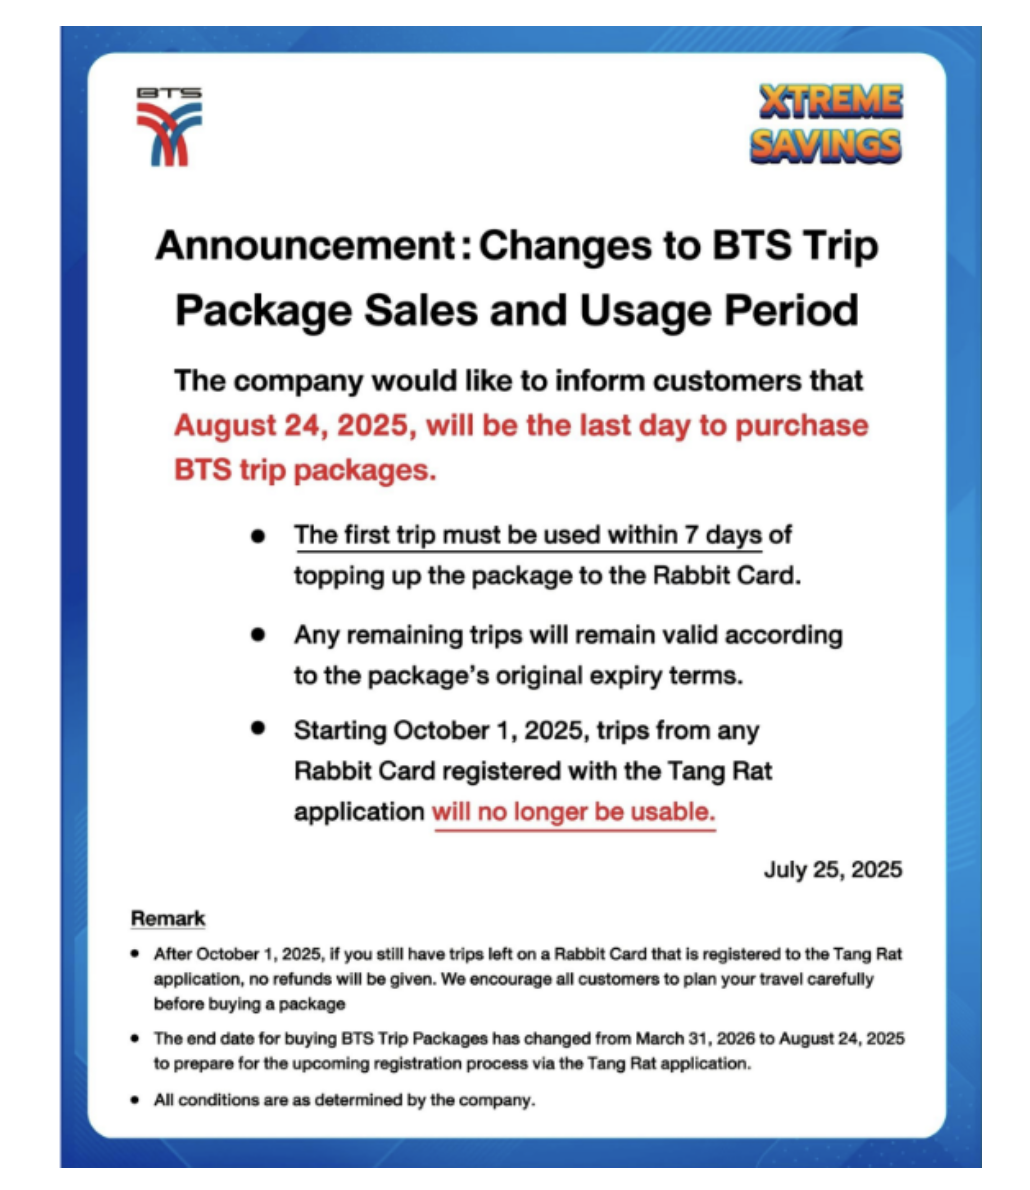 BTS
XTREME
SAVINGS
Announcement: Changes to BTS Trip
Package Sales and Usage Period
The company would like to inform customers that
August 24, 2025, will be the last day to purchase
BTS trip packages.
• The first trip must be used within 7 days of
topping up the package to the Rabbit Card.
• Any remaining trips will remain valid according
to the package's original expiry terms.
• Starting October 1, 2025, trips from any
Rabbit Card registered with the Tang Rat
application will no longer be usable.
July 25, 2025
Remark
• After October 1, 2025, if you still have trips left on a Rabbit Card that is registered to the Tang Rat
application, no refunds will be given. We encourage all customers to plan your travel carefully
before buying a package
• The end date for buying BTS Trip Packages has changed from March 31, 2026 to August 24, 2025
to prepare for the upcoming registration process via the Tang Rat application.
• All conditions are as determined by the company.